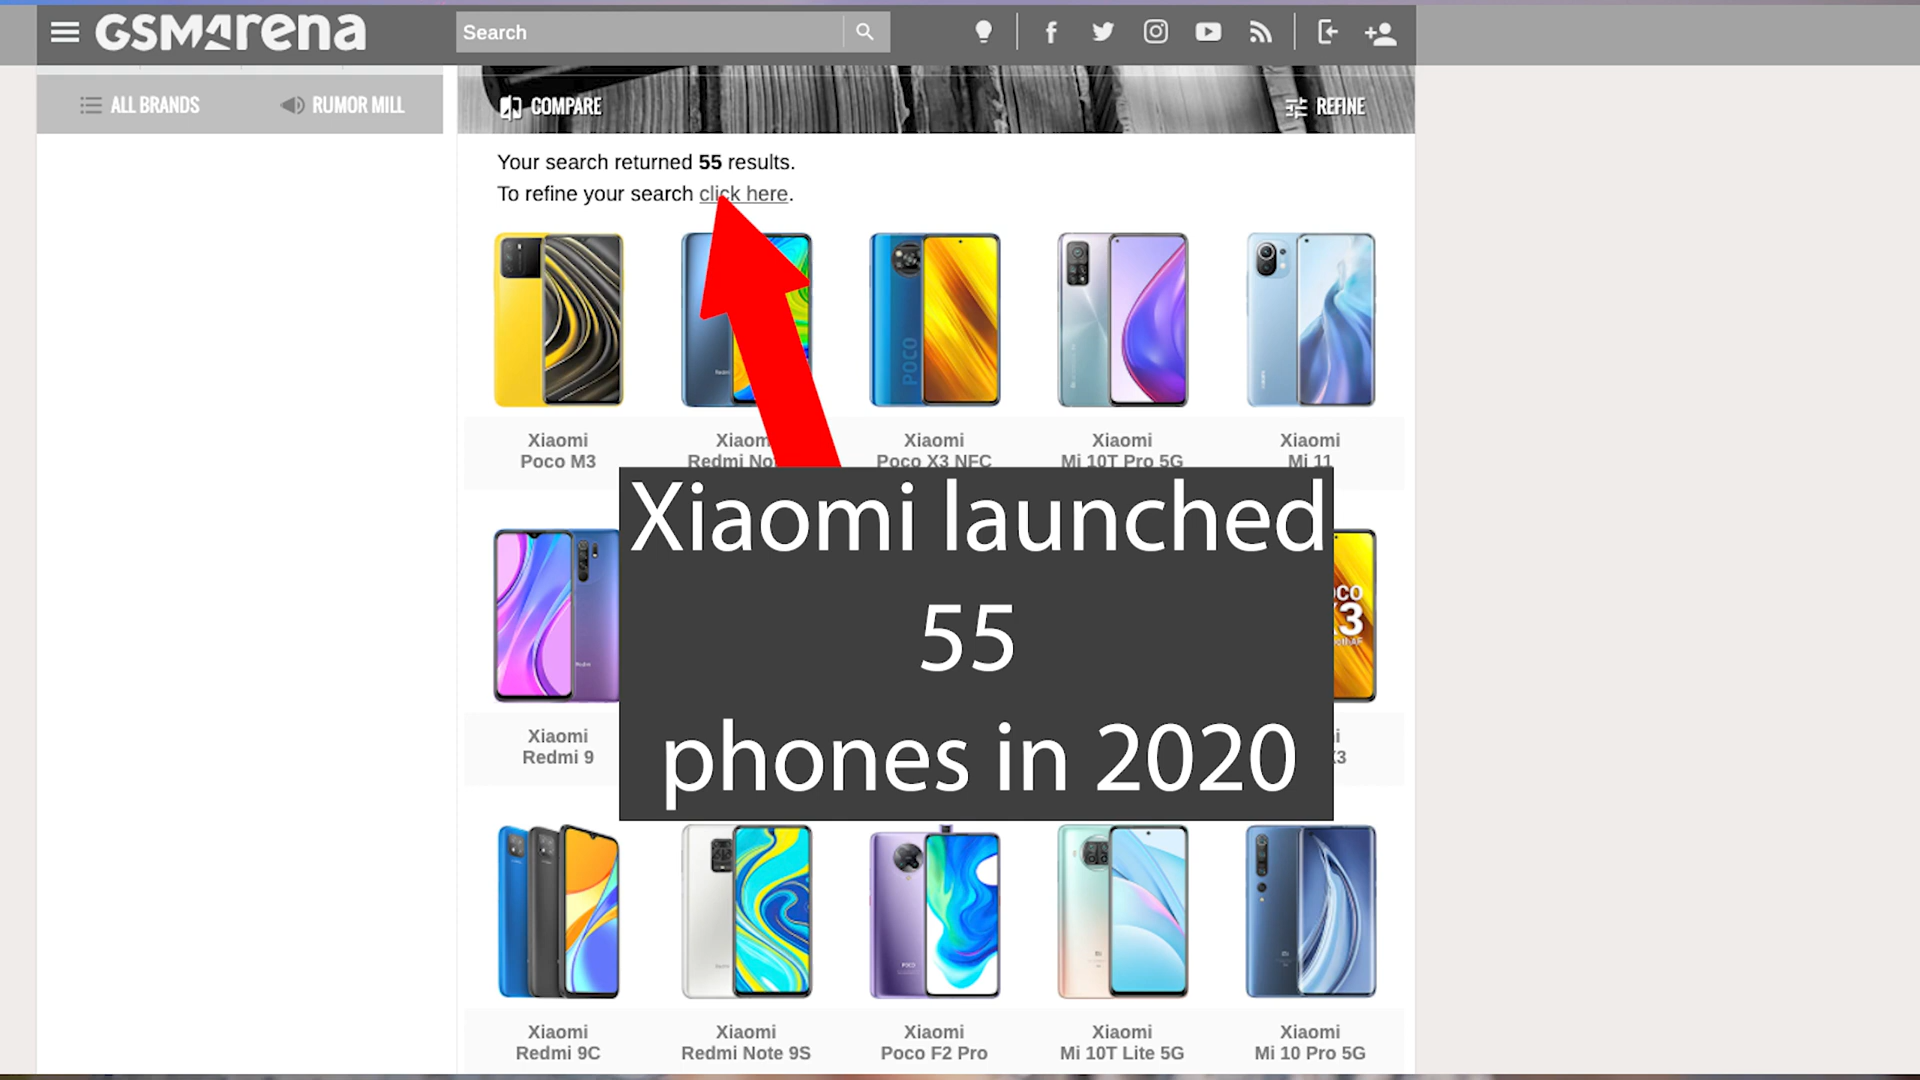 GSMArena
Search
ALL BRANDS
RUMOR MILL
COMPARE
REFINE
Your search returned 55 results.
To refine your search click here.
POCO
Xiaomi
Poco M3
Xiaomi
Redmi
Xiaomi
Poco X3 NFC
Xiaomi
Mi 10T Pro 5G
Xiaomi
Mi 11
Xiaomi launched
55
phones in 2020
Xiaomi
Redmi 9
Xiaomi
Redmi 9C
Xiaomi
Redmi Note 9S
Xiaomi
Poco F2 Pro
Xiaomi
Mi 10T Lite 5G
Xiaomi
Mi 10 Pro 5G